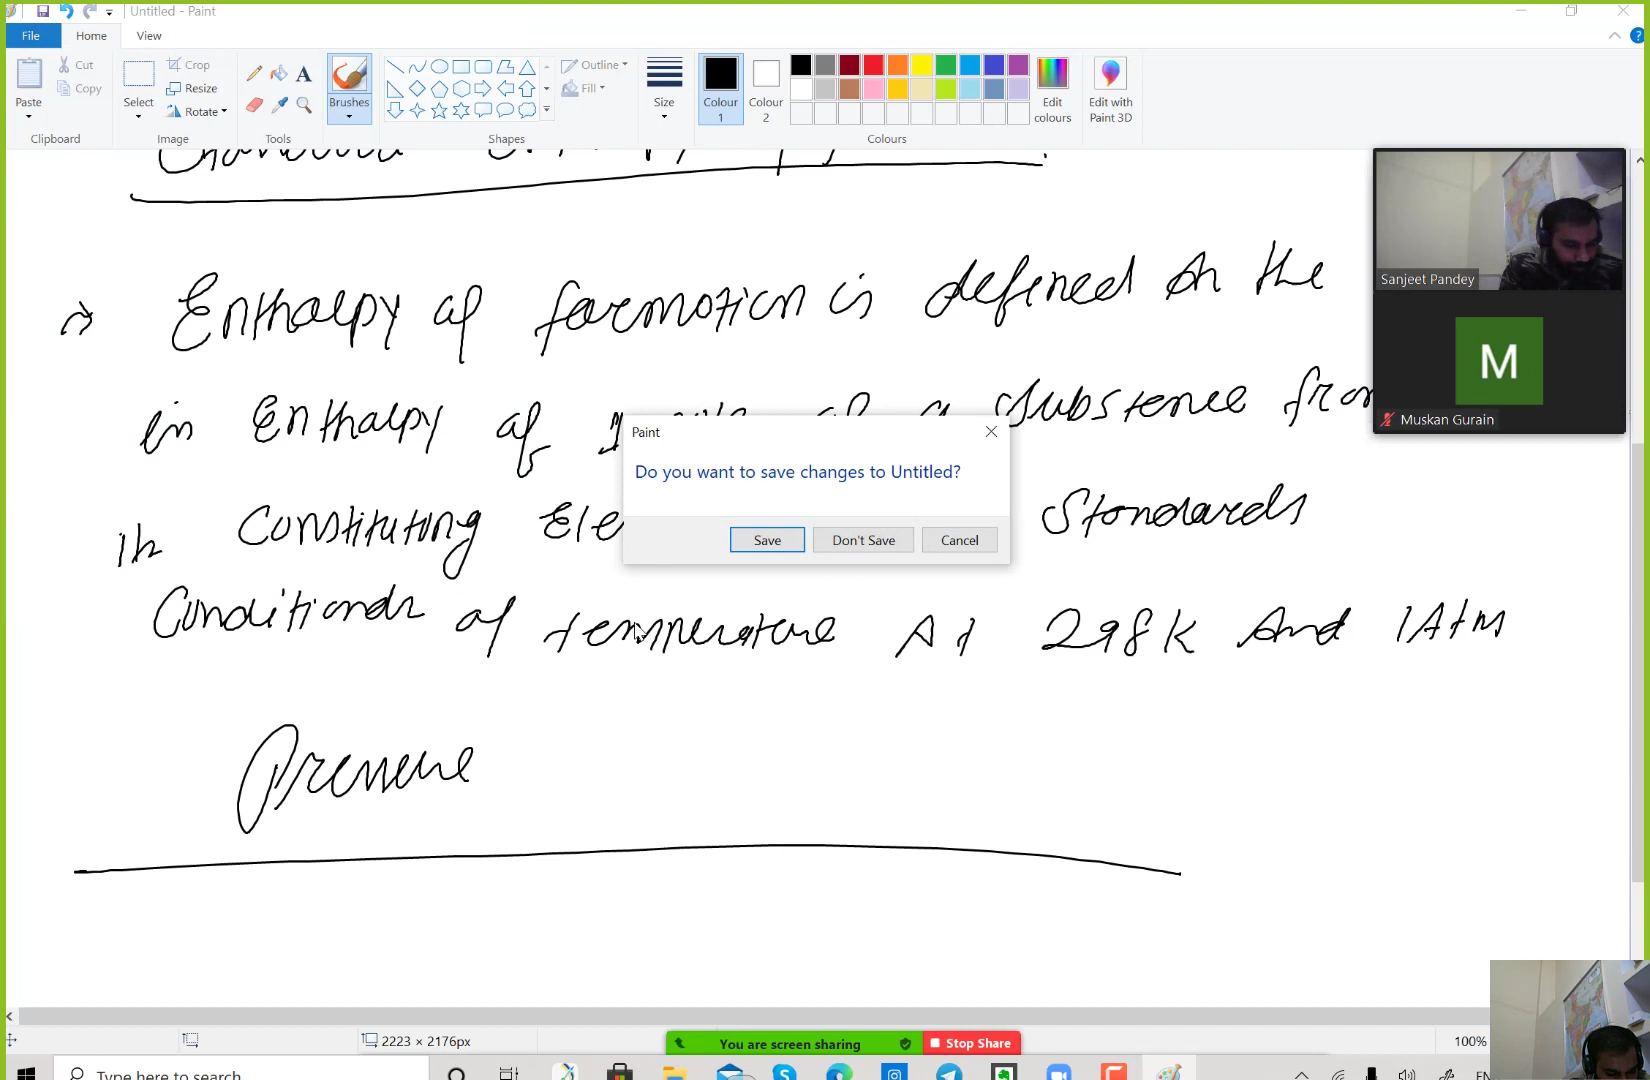 Untitled - Paint
File Home View
Paste
Cut
Copy
Clipboard
Select
Crop
Resize
Rotate
Image
Tools
Brushes
Shapes
Outline
Fill
Size
Colour 1
Colour 2
Colours
Edit colours
Edit with Paint 3D
Enthalpy of formation is defined as the
in Enthalpy of of a substence from
Constituting Ele Standards
Conditions of temperature At 298K And 1Atm
Pressure
Paint
Do you want to save changes to Untitled?
Save Don't Save Cancel
Sanjeet Pandey
M
Muskan Gurain
2223 × 2176px
You are screen sharing
Stop Share
100%
Type here to search